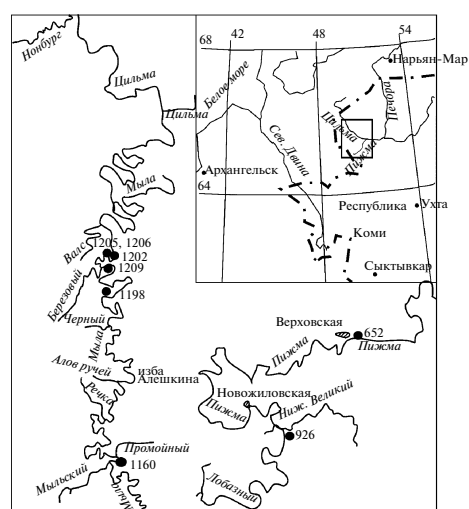 Нонбург
Цильма
Цильма
Мыла
Валс
1205, 1206
1202
1209
Березовый
1198
Черный
Мыла
Алов ручей
изба
Алешкина
Речка
Промойный
Мыльский
1160
68
42
48
54
Нарьян-Мар
Белое море
Печора
Цильма
Пижма
Сев. Двина
Архангельск
64
Республика
Ухта
Коми
Сыктывкар
Верховская
652
Пижма
Пижма
Новожиловская
Пижма
Ниж. Великий
926
Лобазный